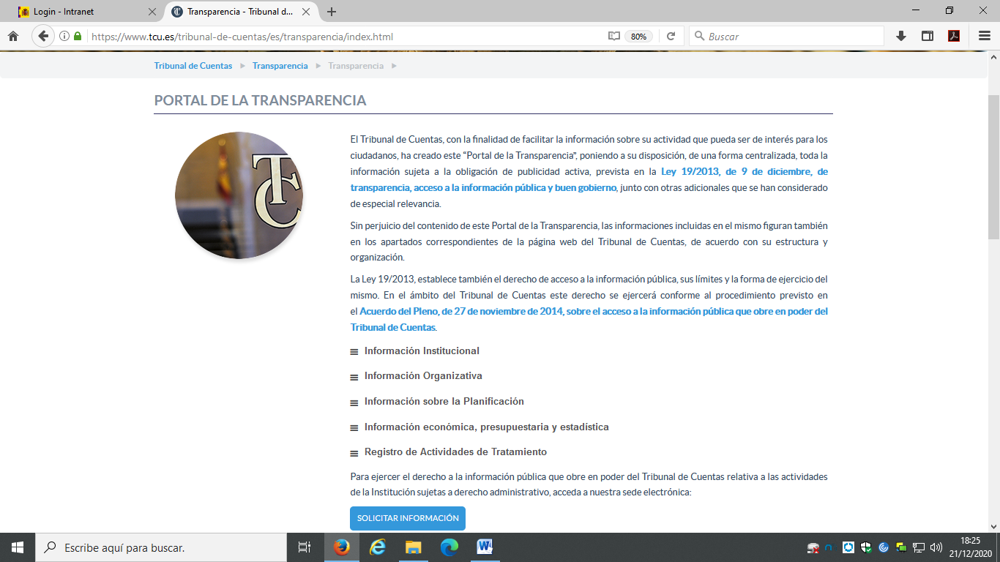 Login - Intranet
Transparencia - Tribunal d...
https://www.tcu.es/tribunal-de-cuentas/es/transparencia/index.html
80%
Buscar
Tribunal de Cuentas
Transparencia
Transparencia
PORTAL DE LA TRANSPARENCIA
TC
El Tribunal de Cuentas, con la finalidad de facilitar la información sobre su actividad que pueda ser de interés para los
ciudadanos, ha creado este “Portal de la Transparencia”, poniendo a su disposición, de una forma centralizada, toda la
información sujeta a la obligación de publicidad activa, prevista en la Ley 19/2013, de 9 de diciembre, de
transparencia, acceso a la información pública y buen gobierno, junto con otras adicionales que se han considerado
de especial relevancia.
Sin perjuicio del contenido de este Portal de la Transparencia, las informaciones incluidas en el mismo figuran también
en los apartados correspondientes de la página web del Tribunal de Cuentas, de acuerdo con su estructura y
organización.
La Ley 19/2013, establece también el derecho de acceso a la información pública, sus límites y la forma de ejercicio del
mismo. En el ámbito del Tribunal de Cuentas este derecho se ejercerá conforme al procedimiento previsto en
el Acuerdo del Pleno, de 27 de noviembre de 2014, sobre el acceso a la información pública que obre en poder del
Tribunal de Cuentas.
Información Institucional
Información Organizativa
Información sobre la Planificación
Información económica, presupuestaria y estadística
Registro de Actividades de Tratamiento
Para ejercer el derecho a la información pública que obre en poder del Tribunal de Cuentas relativa a las actividades
de la Institución sujetas a derecho administrativo, acceda a nuestra sede electrónica:
SOLICITAR INFORMACIÓN
Escribe aquí para buscar.
18:25
21/12/2020